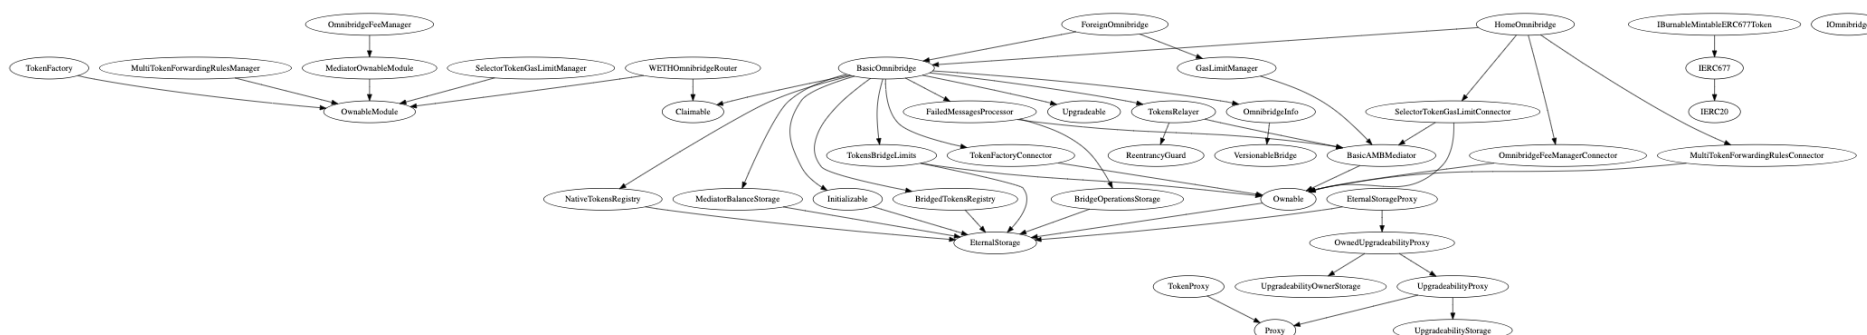 OmnibridgeFeeManager
ForeignOmnibridge
HomeOmnibridge
IBurnableMintableERC677Token
IOmnibridge
TokenFactory
MultiTokenForwardingRulesManager
MediatorOwnableModule
SelectorTokenGasLimitManager
WETHOmnibridgeRouter
BasicOmnibridge
GasLimitManager
IERC677
OwnableModule
Claimable
FailedMessagesProcessor
Upgradeable
TokensRelayer
OmnibridgeInfo
SelectorTokenGasLimitConnector
IERC20
TokensBridgeLimits
TokenFactoryConnector
ReentrancyGuard
VersionableBridge
BasicAMBMediator
OmnibridgeFeeManagerConnector
MultiTokenForwardingRulesConnector
NativeTokensRegistry
MediatorBalanceStorage
Initializable
BridgedTokensRegistry
BridgeOperationsStorage
Ownable
EternalStorageProxy
EternalStorage
OwnedUpgradeabilityProxy
TokenProxy
UpgradeabilityOwnerStorage
UpgradeabilityProxy
Proxy
UpgradeabilityStorage